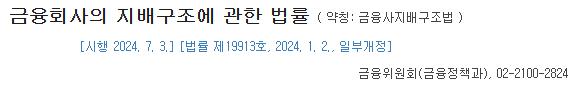 금융회사의 지배구조에 관한 법률 ( 약칭: 금융사지배구조법 )
[시행 2024. 7. 3.] [법률 제19913호, 2024. 1. 2., 일부개정]
금융위원회(금융정책과), 02-2100-2824